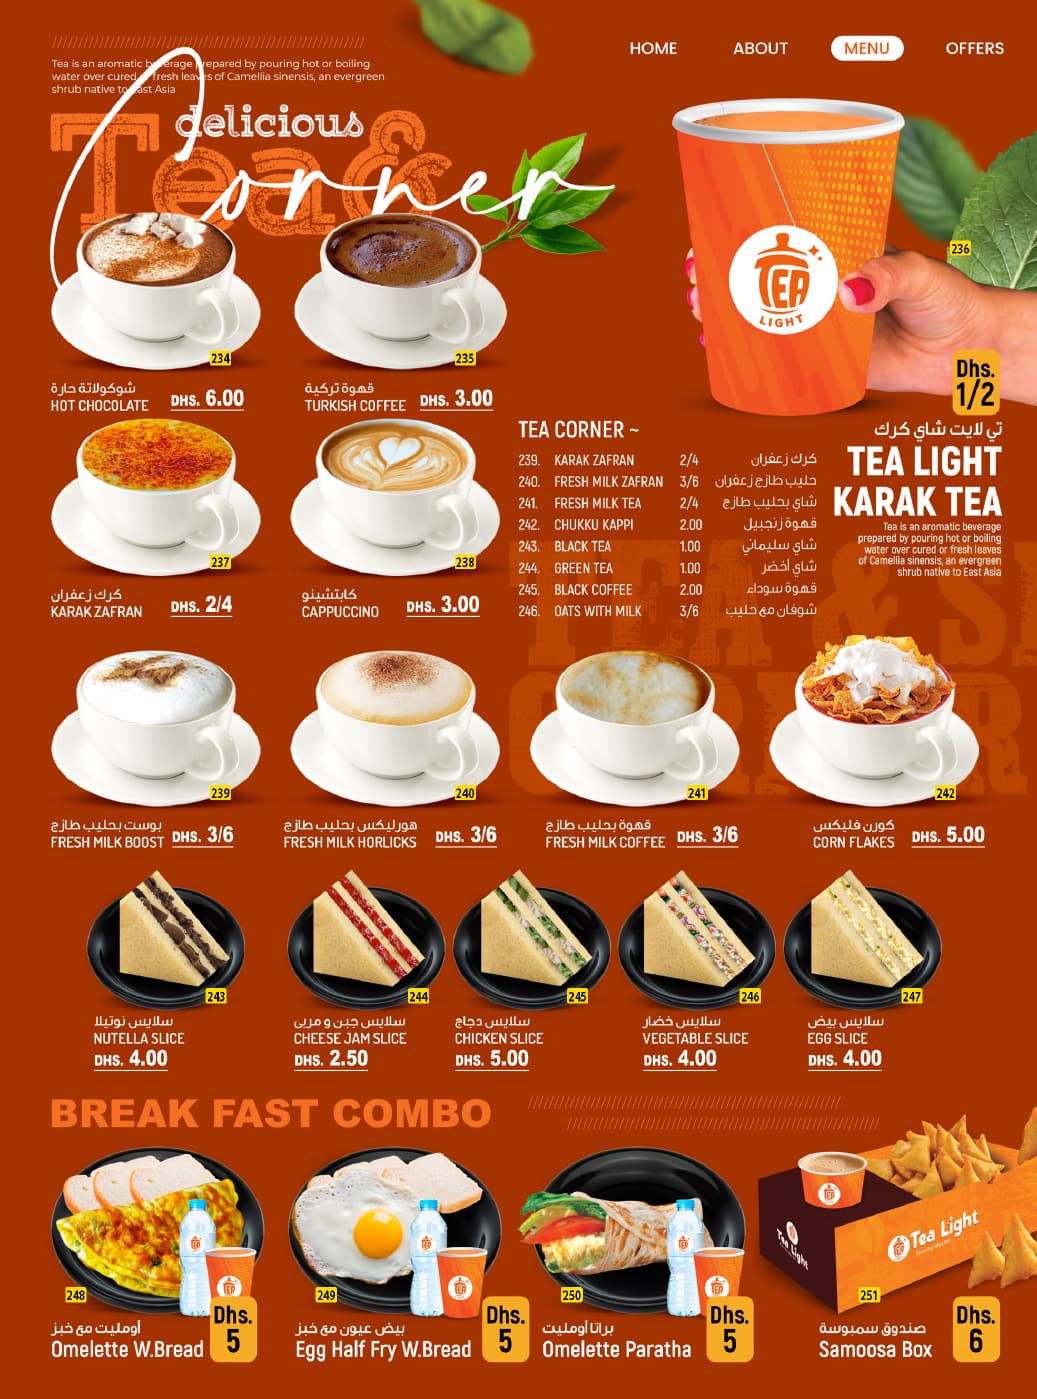 HOME ABOUT MENU OFFERS
Tea is an aromatic beverage prepared by pouring hot or boiling
water over cured or fresh leaves of Camellia sinensis, an evergreen
shrub native to East Asia
delicious
Tea &
Corner
236
TEA
LIGHT
234
235
شوكولاتة حارة
HOT CHOCOLATE DHS. 6.00
قهوة تركية
TURKISH COFFEE DHS. 3.00
Dhs.
1/2
تي لايت شاي كرك
TEA LIGHT
KARAK TEA
Tea is an aromatic beverage
prepared by pouring hot or boiling
water over cured or fresh leaves
of Camellia sinensis, an evergreen
shrub native to East Asia
TEA CORNER ~
239. KARAK ZAFRAN 2/4 كرك زعفران
240. FRESH MILK ZAFRAN 3/6 حليب طازج زعفران
241. FRESH MILK TEA 2/4 شاي بحليب طازج
242. CHUKKU KAPPI 2.00 قهوة زنجبيل
243. BLACK TEA 1.00 شاي سليماني
244. GREEN TEA 1.00 شاي أخضر
245. BLACK COFFEE 2.00 قهوة سوداء
246. OATS WITH MILK 3/6 شوفان مع حليب
237
238
كرك زعفران
KARAK ZAFRAN DHS. 2/4
كابتشينو
CAPPUCCINO DHS. 3.00
239
240
241
242
بوست بحليب طازج
FRESH MILK BOOST DHS. 3/6
هورليكس بحليب طازج
FRESH MILK HORLICKS DHS. 3/6
قهوة بحليب طازج
FRESH MILK COFFEE DHS. 3/6
كورن فليكس
CORN FLAKES DHS. 5.00
243
244
245
246
247
سلايس نوتيلا
NUTELLA SLICE
DHS. 4.00
سلايس جبن و مربى
CHEESE JAM SLICE
DHS. 2.50
سلايس دجاج
CHICKEN SLICE
DHS. 5.00
سلايس خضار
VEGETABLE SLICE
DHS. 4.00
سلايس بيض
EGG SLICE
DHS. 4.00
BREAK FAST COMBO
248
249
250
251
Tea Light
Tea Light
أومليت مع خبز
Omelette W.Bread
Dhs.
5
بيض عيون مع خبز
Egg Half Fry W.Bread
Dhs.
5
براتا أومليت
Omelette Paratha
Dhs.
5
صندوق سمبوسة
Samoosa Box
Dhs.
6